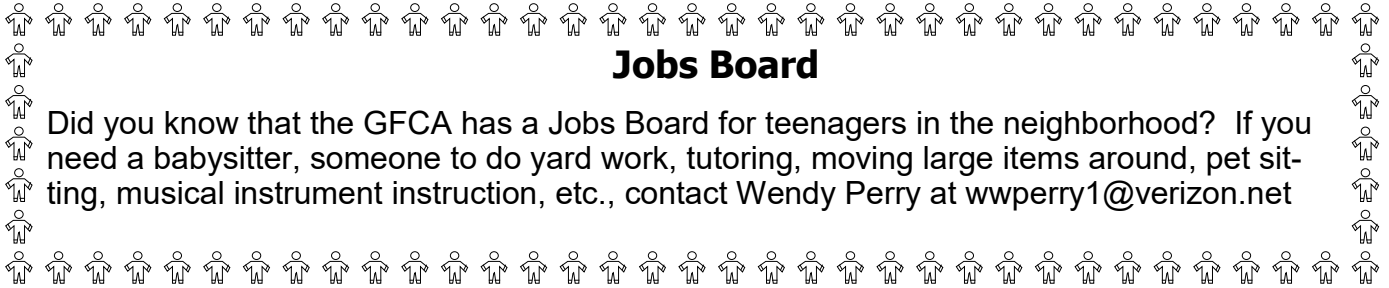 Jobs Board
Did you know that the GFCA has a Jobs Board for teenagers in the neighborhood?  If you
need a babysitter, someone to do yard work, tutoring, moving large items around, pet sit-
ting, musical instrument instruction, etc., contact Wendy Perry at wwperry1@verizon.net